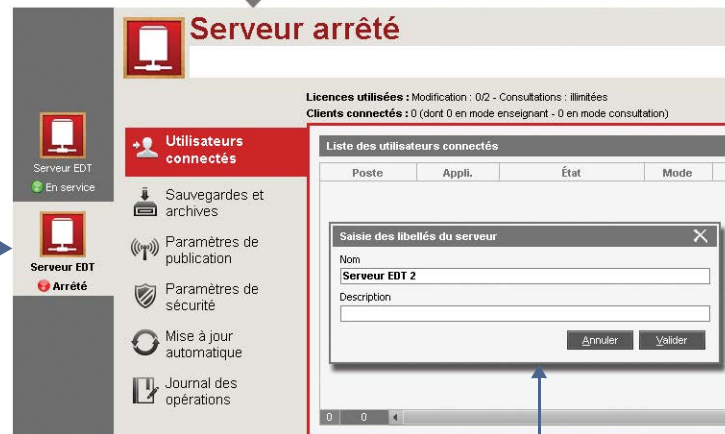 Serveur arrêté
Licences utilisées : Modification : 0/2 - Consultations : illimitées
Clients connectés : 0 (dont 0 en mode enseignant - 0 en mode consultation)
Serveur EDT
En service
Serveur EDT
Arrêté
Utilisateurs
connectés
Sauvegardes et
archives
Paramètres de
publication
Paramètres de
sécurité
Mise à jour
automatique
Journal des
opérations
Liste des utilisateurs connectés
Poste Appli. État Mode
Saisie des libellés du serveur
Nom
Serveur EDT 2
Description
Annuler Valider
0 0